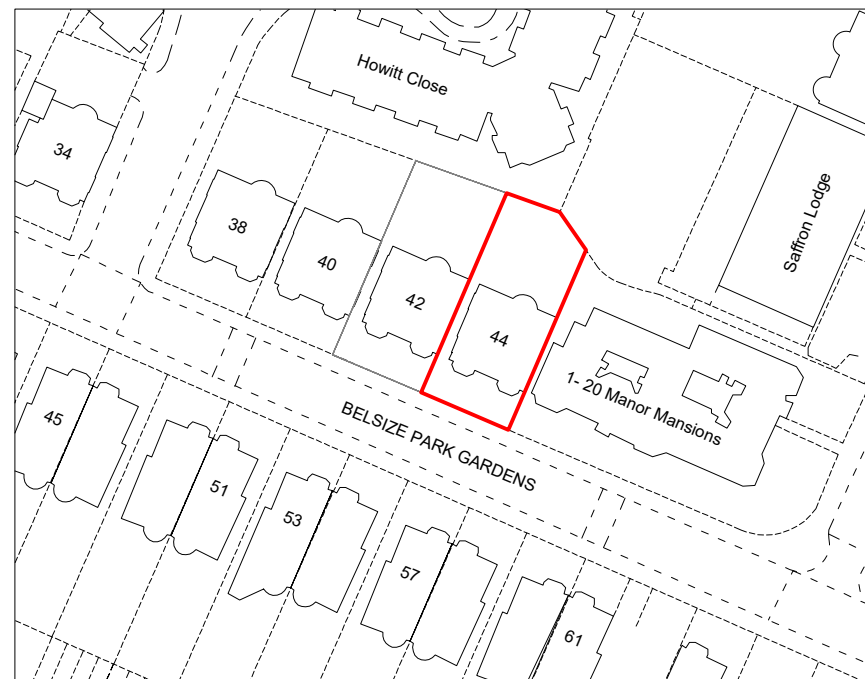 Howitt Close
34
38
40
42
44
Saffron Lodge
1- 20 Manor Mansions
BELSIZE PARK GARDENS
45
51
53
57
61